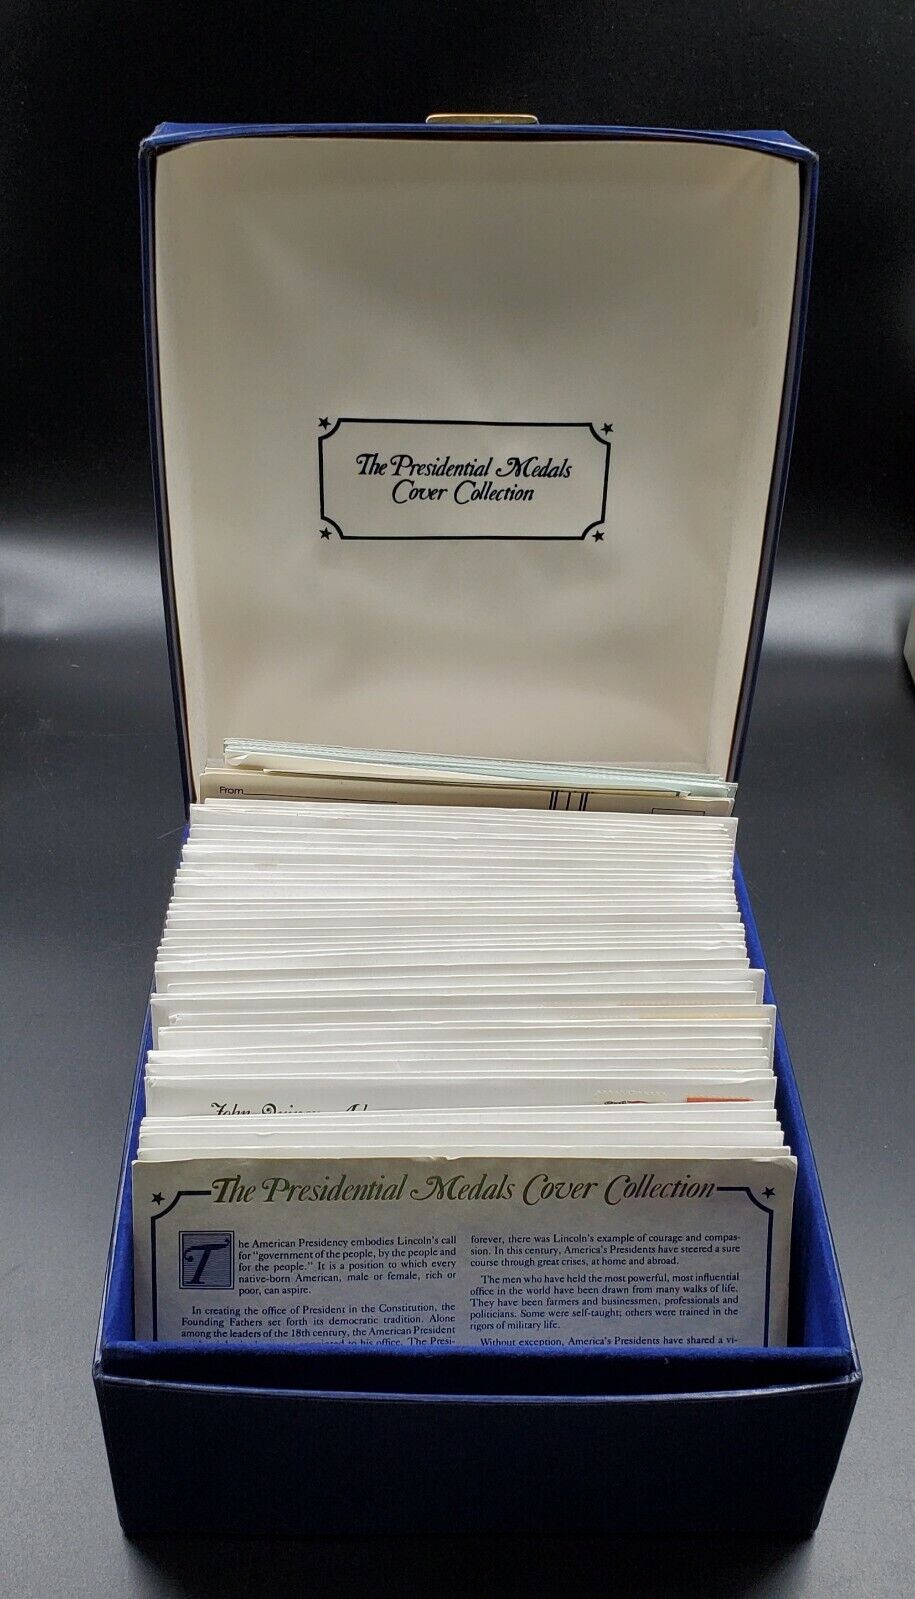 The Presidential Medals
Cover Collection
From
John Quincy
The Presidential Medals Cover Collection
The American Presidency embodies Lincoln's call
for "government of the people, by the people and
for the people." It is a position to which every
native-born American, male or female, rich or
poor, can aspire.
In creating the office of President in the Constitution, the
Founding Fathers set forth its democratic tradition. Alone
among the leaders of the 18th century, the American President
his office. The Presi-
forever, there was Lincoln's example of courage and compas-
sion. In this century, America's Presidents have steered a sure
course through great crises, at home and abroad.
The men who have held the most powerful, most influential
office in the world have been drawn from many walks of life.
They have been farmers and businessmen, professionals and
politicians. Some were self-taught; others were trained in the
rigors of military life.
Without exception, America's Presidents have shared a vi-